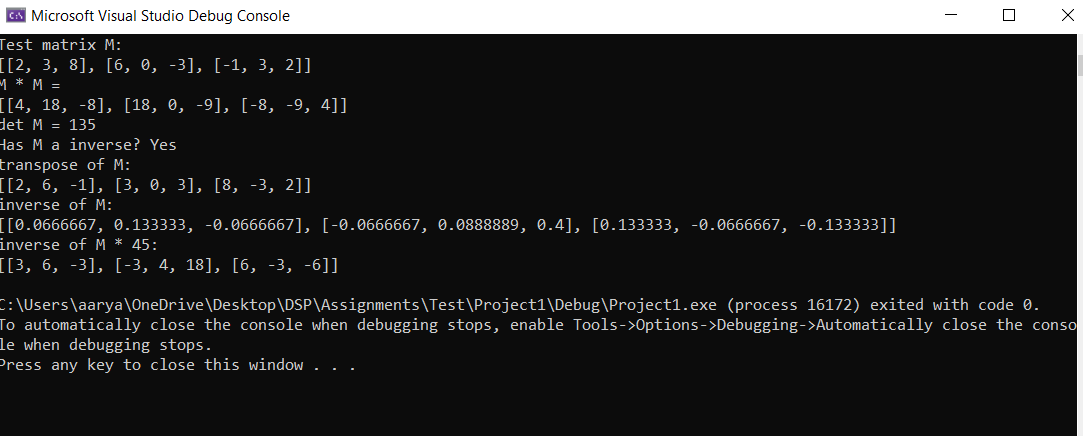 Microsoft Visual Studio Debug Console
Test matrix M:
[[2, 3, 8], [6, 0, -3], [-1, 3, 2]]
M * M =
[[4, 18, -8], [18, 0, -9], [-8, -9, 4]]
det M = 135
Has M a inverse? Yes
transpose of M:
[[2, 6, -1], [3, 0, 3], [8, -3, 2]]
inverse of M:
[[0.0666667, 0.133333, -0.0666667], [-0.0666667, 0.0888889, 0.4], [0.133333, -0.0666667, -0.133333]]
inverse of M * 45:
[[3, 6, -3], [-3, 4, 18], [6, -3, -6]]
C:\Users\aarya\OneDrive\Desktop\DSP\Assignments\Test\Project1\Debug\Project1.exe (process 16172) exited with code 0.
To automatically close the console when debugging stops, enable Tools->Options->Debugging->Automatically close the conso
le when debugging stops.
Press any key to close this window . . .